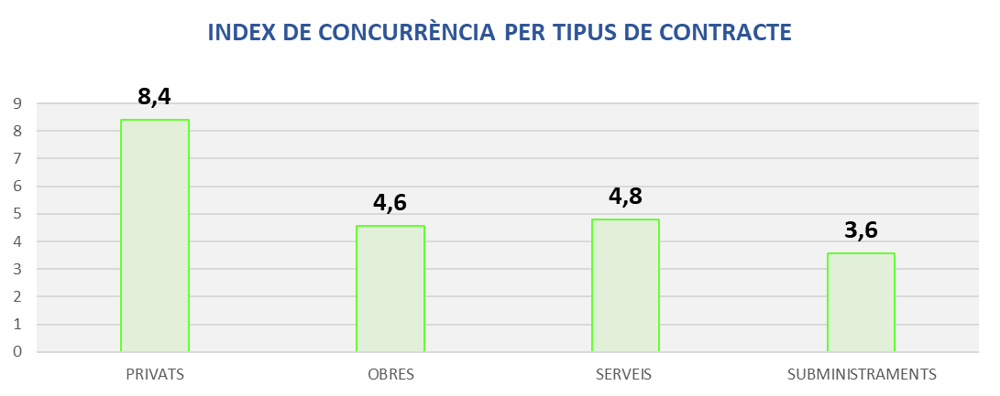 INDEX DE CONCURRÈNCIA PER TIPUS DE CONTRACTE
8,4
9
8
7
6
5
4
3
2
1
0
4,6
4,8
3,6
PRIVATS
OBRES
SERVEIS
SUBMINISTRAMENTS